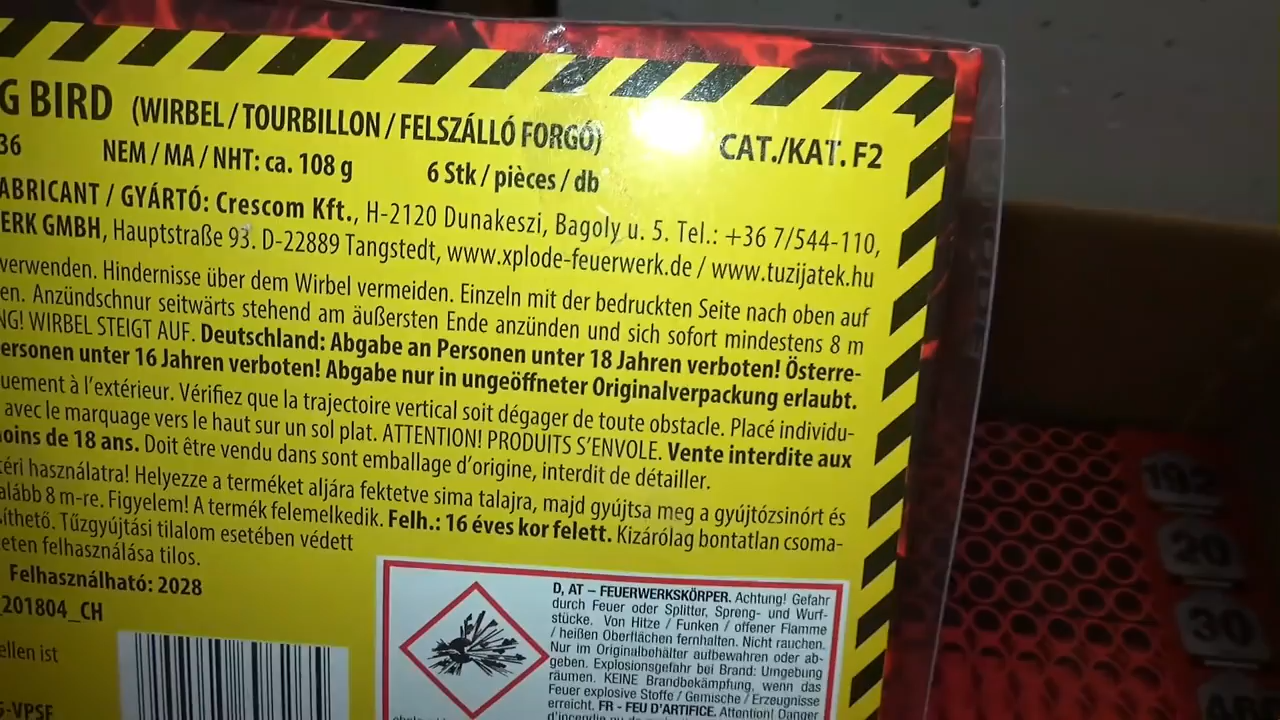 G BIRD (WIRBEL / TOURBILLON / FELSZÁLLÓ FORGÓ) CAT./KAT. F2
36 NEM / MA / NHT: ca. 108 g 6 Stk / pièces / db
ABRICANT / GYÁRTÓ: Crescom Kft., H-2120 Dunakeszi, Bagoly u. 5. Tel.: +36 7/544-110,
ERK GMBH, Hauptstraße 93. D-22889 Tangstedt, www.xplode-feuerwerk.de / www.tuzijatek.hu
verwenden. Hindernisse über dem Wirbel vermeiden. Einzeln mit der bedruckten Seite nach oben auf
en. Anzündschnur seitwärts stehend am äußersten Ende anzünden und sich sofort mindestens 8 m
NG! WIRBEL STEIGT AUF. Deutschland: Abgabe an Personen unter 18 Jahren verboten! Österre-
ersonen unter 16 Jahren verboten! Abgabe nur in ungeöffneter Originalverpackung erlaubt.
uement à l'extérieur. Vérifiez que la trajectoire vertical soit dégager de toute obstacle. Placé individu-
avec le marquage vers le haut sur un sol plat. ATTENTION! PRODUITS S'ENVOLE. Vente interdite aux
oins de 18 ans. Doit être vendu dans sont emballage d'origine, interdit de détailler.
téri használatra! Helyezze a terméket aljára fektetve sima talajra, majd gyújtsa meg a gyújtózsinórt és
alább 8 m-re. Figyelem! A termék felemelkedik. Felh.: 16 éves kor felett. Kizárólag bontatlan csoma-
íthető. Tűzgyújtási tilalom esetében védett
eten felhasználása tilos.
Felhasználható: 2028
_201804_CH
ellen ist
-VPSF
D, AT – FEUERWERKSKÖRPER. Achtung! Gefahr
durch Feuer oder Splitter, Spreng- und Wurf-
stücke. Von Hitze / Funken / offener Flamme
/ heißen Oberflächen fernhalten. Nicht rauchen.
Nur im Originalbehälter aufbewahren oder ab-
geben. Explosionsgefahr bei Brand: Umgebung
räumen. KEINE Brandbekämpfung, wenn das
Feuer explosive Stoffe / Gemische / Erzeugnisse
erreicht. FR - FEU D'ARTIFICE. Attention! Danger
d'incendie
192
20
30